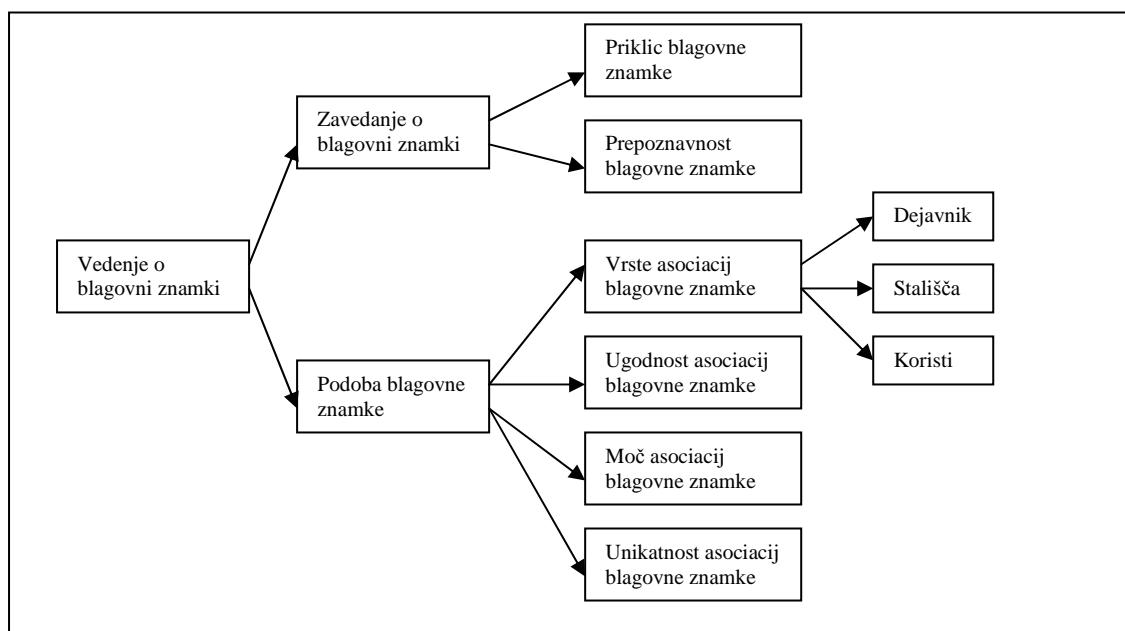 Priklic blagovne
znamke
Zavedanje o
blagovni znamki
Prepoznavnost
blagovne znamke
Vedenje o
blagovni znamki
Vrste asociacij
blagovne znamke
Dejavnik
Stališča
Koristi
Podoba blagovne
znamke
Ugodnost asociacij
blagovne znamke
Moč asociacij
blagovne znamke
Unikatnost asociacij
blagovne znamke